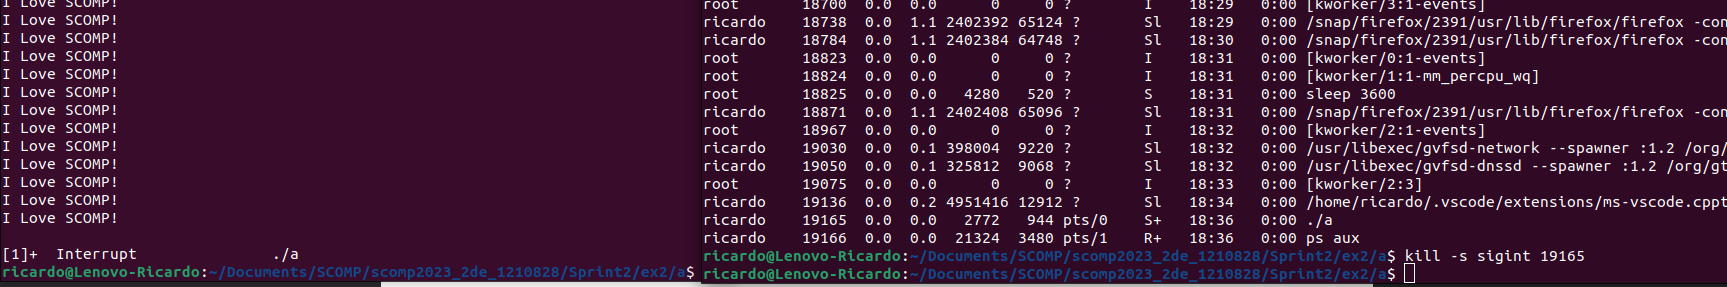 I Love SCOMP!
I Love SCOMP!
I Love SCOMP!
I Love SCOMP!
I Love SCOMP!
I Love SCOMP!
I Love SCOMP!
I Love SCOMP!
I Love SCOMP!
I Love SCOMP!
I Love SCOMP!
I Love SCOMP!
I Love SCOMP!
[1]+  Interrupt               ./a
ricardo@Lenovo-Ricardo:~/Documents/SCOMP/scomp2023_2de_1210828/Sprint2/ex2/a$
root       18700  0.0  0.0      0     0 ?        I    18:29   0:00 [kworker/3:1-events]
ricardo    18738  0.0  1.1 2402392 65124 ?       Sl   18:29   0:00 /snap/firefox/2391/usr/lib/firefox/firefox -con
ricardo    18784  0.0  1.1 2402384 64748 ?       Sl   18:30   0:00 /snap/firefox/2391/usr/lib/firefox/firefox -con
root       18823  0.0  0.0      0     0 ?        I    18:31   0:00 [kworker/0:1-events]
root       18824  0.0  0.0      0     0 ?        I    18:31   0:00 [kworker/1:1-mm_percpu_wq]
root       18825  0.0  0.0   4280   520 ?        S    18:31   0:00 sleep 3600
ricardo    18871  0.0  1.1 2402408 65096 ?       Sl   18:31   0:00 /snap/firefox/2391/usr/lib/firefox/firefox -con
root       18967  0.0  0.0      0     0 ?        I    18:32   0:00 [kworker/2:1-events]
ricardo    19030  0.0  0.1 398004  9220 ?        Sl   18:32   0:00 /usr/libexec/gvfsd-network --spawner :1.2 /org/
ricardo    19050  0.0  0.1 325812  9068 ?        Sl   18:32   0:00 /usr/libexec/gvfsd-dnssd --spawner :1.2 /org/gt
root       19075  0.0  0.0      0     0 ?        I    18:33   0:00 [kworker/2:3]
ricardo    19136  0.0  0.2 4951416 12912 ?       Sl   18:34   0:00 /home/ricardo/.vscode/extensions/ms-vscode.cppt
ricardo    19165  0.0  0.0   2772   944 pts/0    S+   18:36   0:00 ./a
ricardo    19166  0.0  0.0  21324  3480 pts/1    R+   18:36   0:00 ps aux
ricardo@Lenovo-Ricardo:~/Documents/SCOMP/scomp2023_2de_1210828/Sprint2/ex2/a$ kill -s sigint 19165
ricardo@Lenovo-Ricardo:~/Documents/SCOMP/scomp2023_2de_1210828/Sprint2/ex2/a$